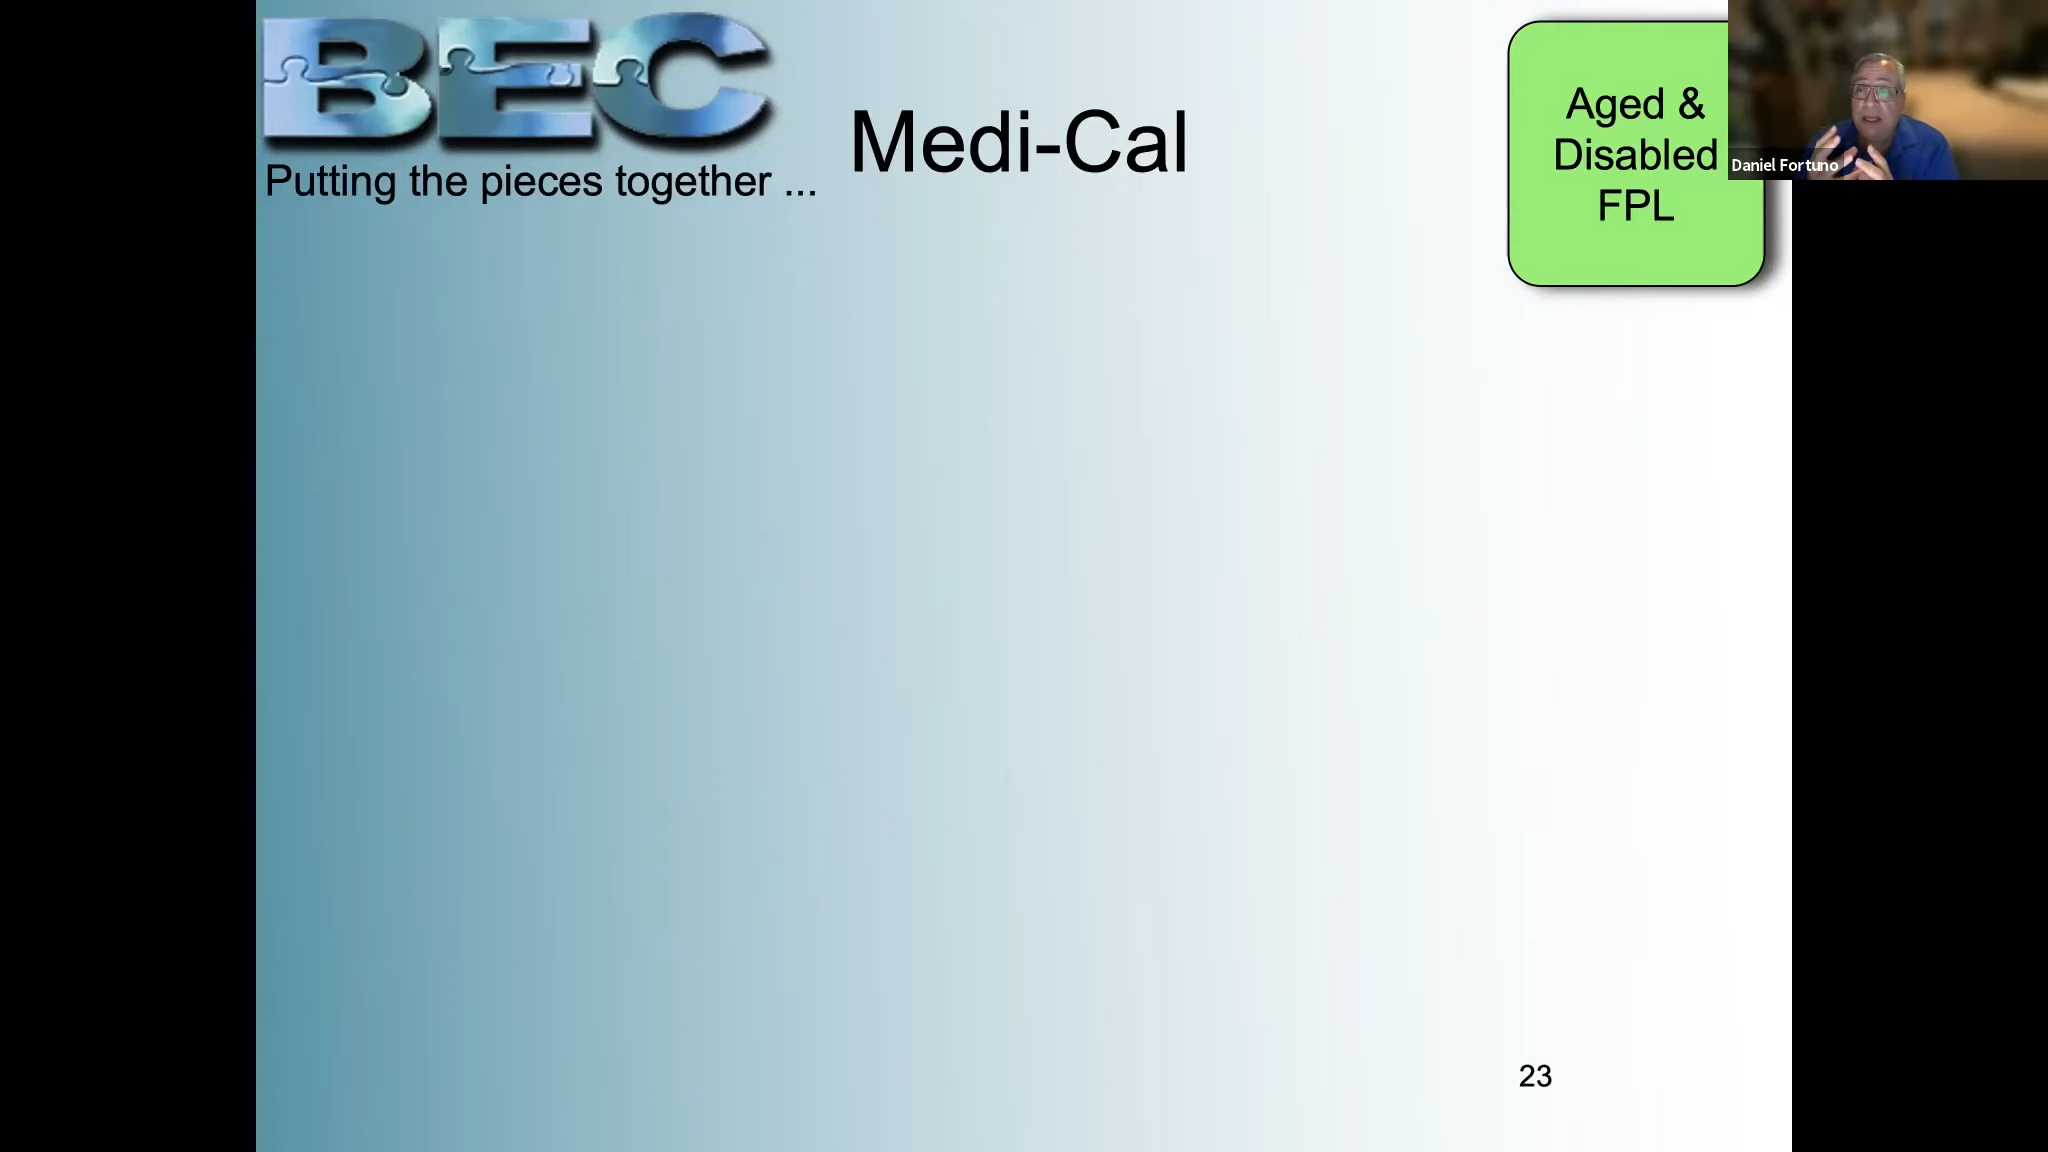 BEC
Putting the pieces together ...
Medi-Cal
Aged &
Disabled
FPL
Daniel Fortuno
23